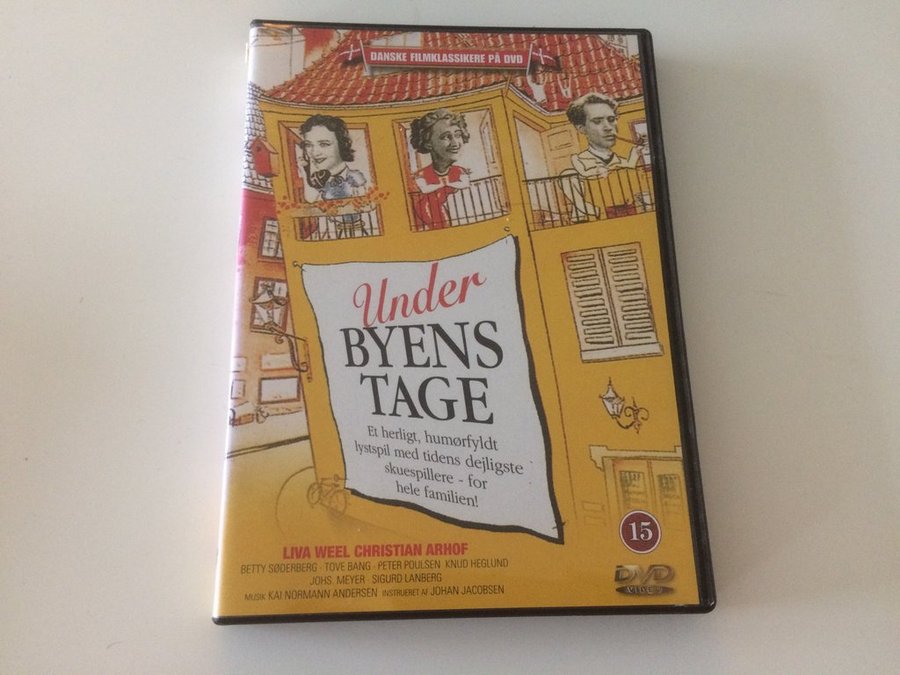 DANSKE FILMKLASSIKERE PÅ DVD
Under
BYENS
TAGE
Et herligt, humørfyldt
lystspil med tidens dejligste
skuespillere - for
hele familien!
15
LIVA WEEL CHRISTIAN ARHOF
BETTY SØDERBERG · TOVE BANG · PETER POULSEN KNUD HEGLUND
JOHS. MEYER · SIGURD LANBERG
MUSIK KAI NORMANN ANDERSEN INSTRUERET AF JOHAN JACOBSEN
DVD
VIDEO